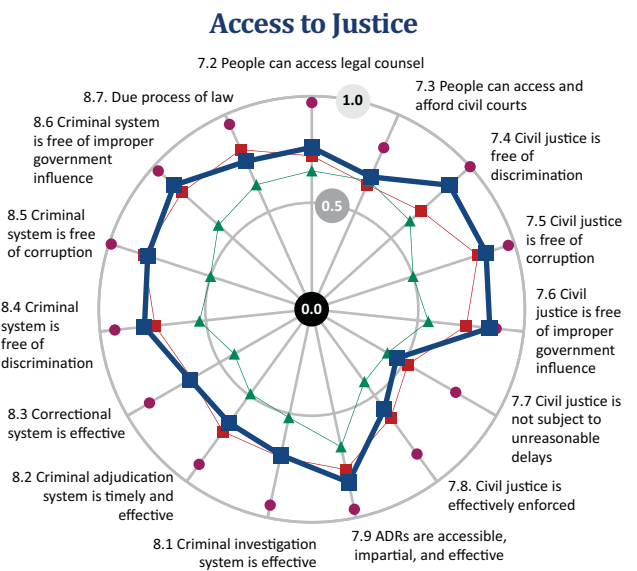 Access to Justice
7.2 People can access legal counsel
1.0
7.3 People can access and
afford civil courts
7.4 Civil justice is
free of
discrimination
0.5
7.5 Civil justice
is free of
corruption
7.6 Civil
justice is free
of improper
government
influence
0.0
7.7 Civil justice is
not subject to
unreasonable
delays
7.8. Civil justice is
effectively enforced
7.9 ADRs are accessible,
impartial, and effective
8.1 Criminal investigation
system is effective
8.2 Criminal adjudication
system is timely and
effective
8.3 Correctional
system is effective
8.4 Criminal
system is
free of
discrimination
8.5 Criminal
system is free
of corruption
8.6 Criminal system
is free of improper
government
influence
8.7. Due process of law